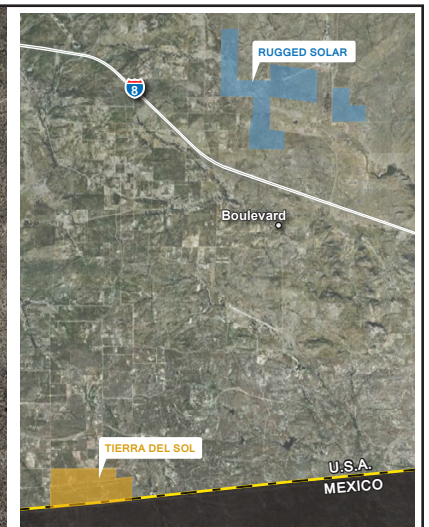 RUGGED SOLAR
8
Boulevard
TIERRA DEL SOL
U.S.A.
MEXICO